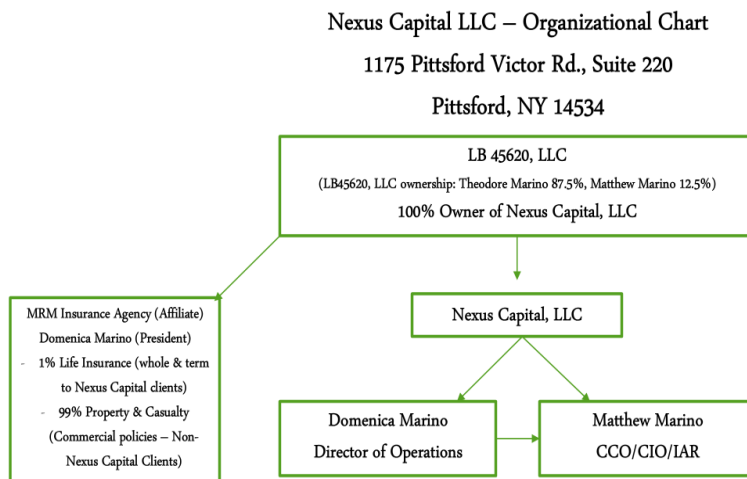 Nexus Capital LLC – Organizational Chart
1175 Pittsford Victor Rd., Suite 220
Pittsford, NY 14534
LB 45620, LLC
(LB45620, LLC ownership: Theodore Marino 87.5%, Matthew Marino 12.5%)
100% Owner of Nexus Capital, LLC
MRM Insurance Agency (Affiliate)
Domenica Marino (President)
- 1% Life Insurance (whole & term
to Nexus Capital clients)
- 99% Property & Casualty
(Commercial policies – Non-
Nexus Capital Clients)
Nexus Capital, LLC
Domenica Marino
Director of Operations
Matthew Marino
CCO/CIO/IAR